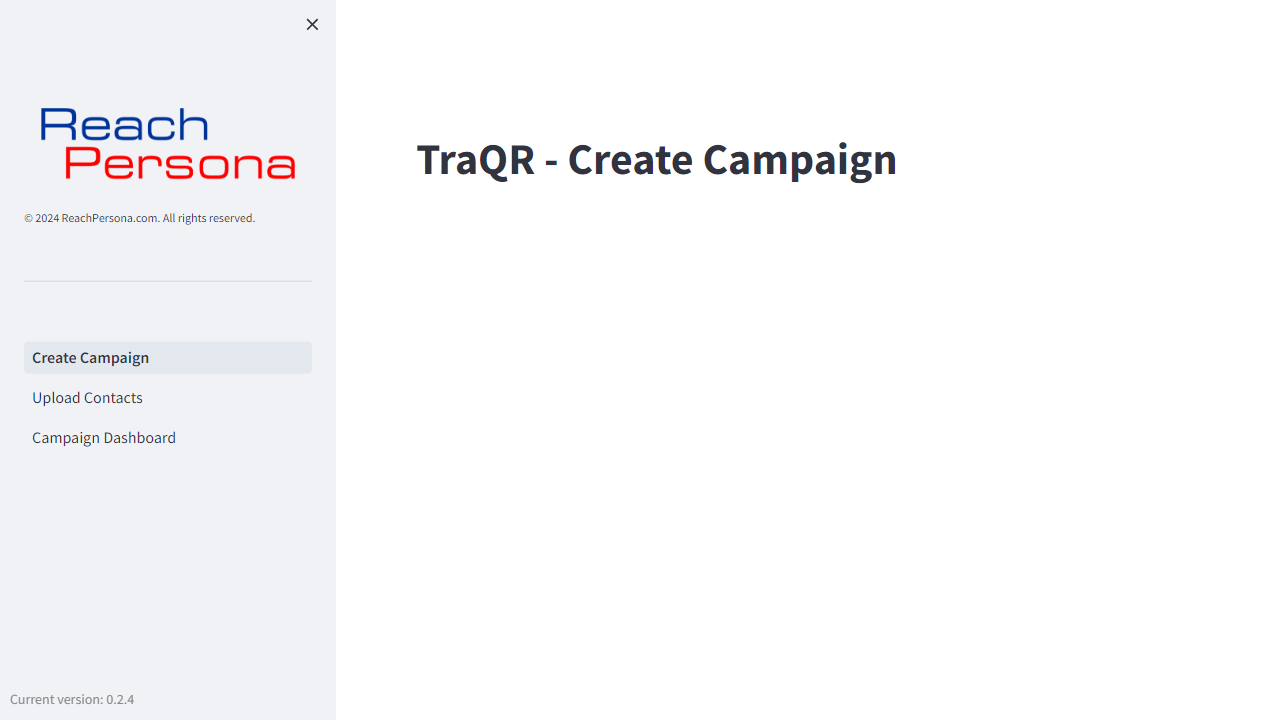 Reach
Persona
© 2024 ReachPersona.com. All rights reserved.
Create Campaign
Upload Contacts
Campaign Dashboard
Current version: 0.2.4
TraQR - Create Campaign